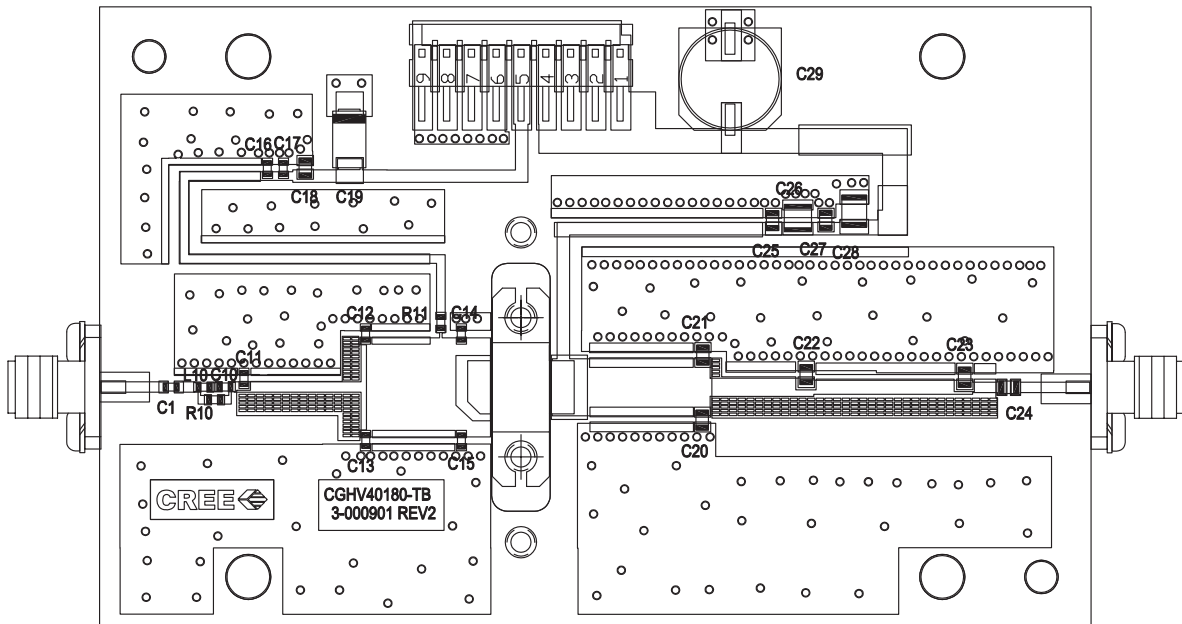 9 8 7 6 5 4 3 2 1
C29
C16 C17
C18 C19
C26
C25 C27 C28
C12 R11 C14
C21
C22 C23
C11
L10 C10
C1
R10
C24
C13 C15
C20
CREE
CGHV40180-TB
3-000901 REV2